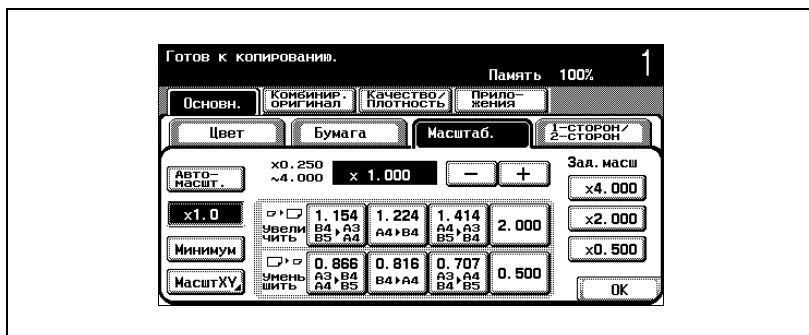 Готов к копированию.
Память 100% 1
Основн.
Комбинир. оригинал
Качество/ Плотность
Прило- жения
Цвет
Бумага
Масштаб.
1-сторон/ 2-сторон
Авто- масшт.
x0.250 ~4.000
x 1.000
− +
Зад. масш
x4.000
x1.0
Увели чить
1.154 B4▸A3 B5▸A4
1.224 A4▸B4
1.414 A4▸A3 B5▸B4
2.000
x2.000
Минимум
x0.500
МасштXY
Умень шить
0.866 A3▸B4 A4▸B5
0.816 B4▸A4
0.707 A3▸A4 B4▸B5
0.500
OK